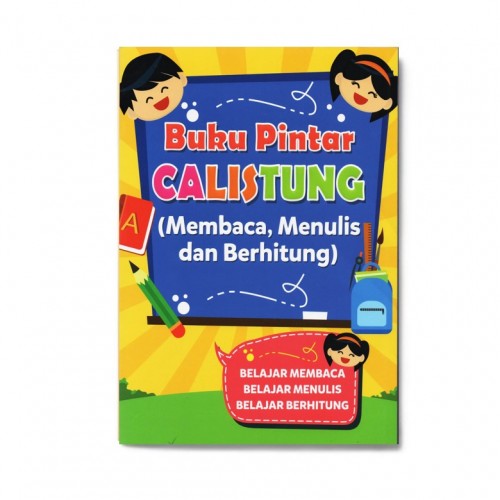 Buku Pintar
CALISTUNG
(Membaca, Menulis
dan Berhitung)
A
BELAJAR MEMBACA
BELAJAR MENULIS
BELAJAR BERHITUNG